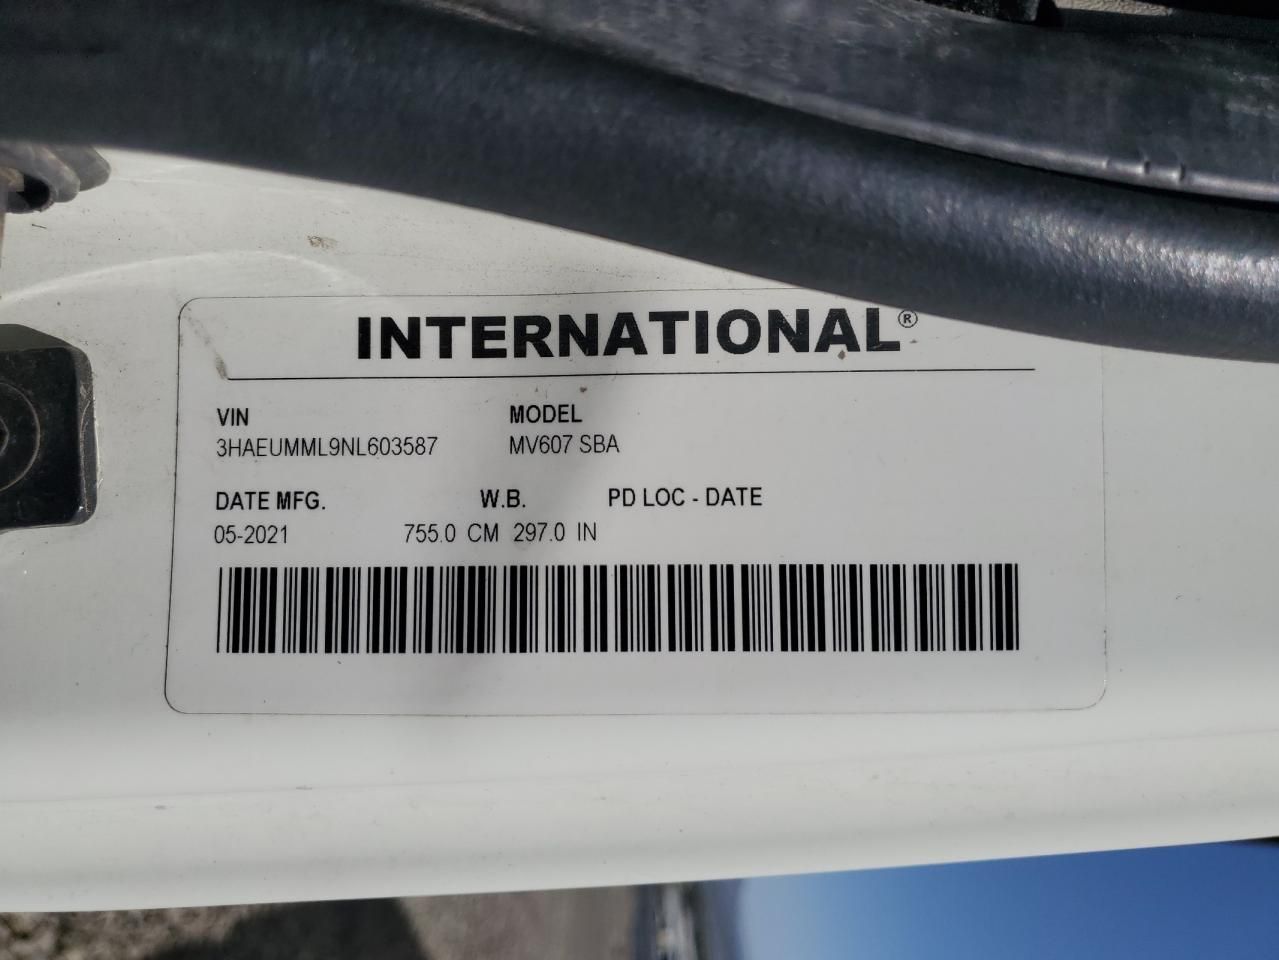 INTERNATIONAL®
VIN MODEL
3HAEUMML9NL603587 MV607 SBA
DATE MFG. W.B. PD LOC - DATE
05-2021 755.0 CM 297.0 IN